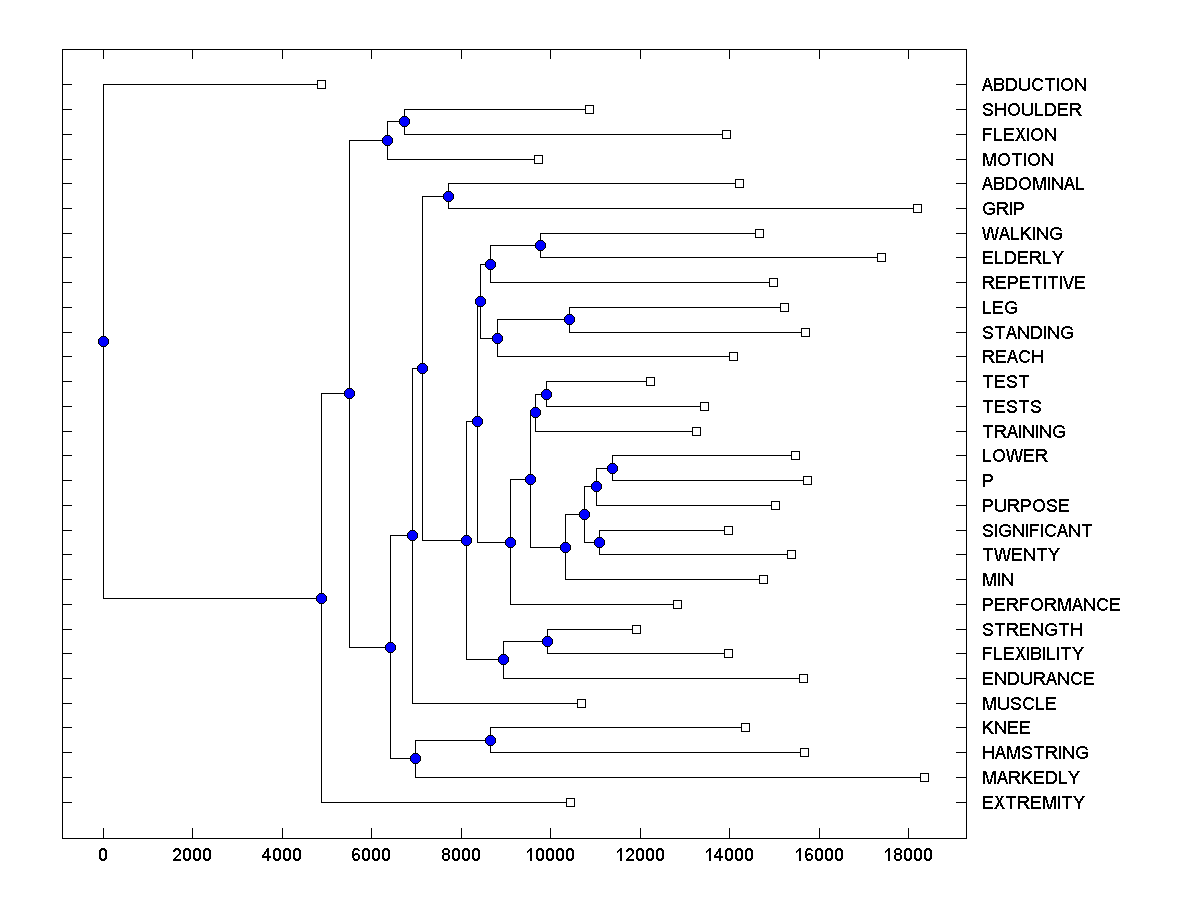 ABDUCTION
SHOULDER
FLEXION
MOTION
ABDOMINAL
GRIP
WALKING
ELDERLY
REPETITIVE
LEG
STANDING
REACH
TEST
TESTS
TRAINING
LOWER
P
PURPOSE
SIGNIFICANT
TWENTY
MIN
PERFORMANCE
STRENGTH
FLEXIBILITY
ENDURANCE
MUSCLE
KNEE
HAMSTRING
MARKEDLY
EXTREMITY
0 2000 4000 6000 8000 10000 12000 14000 16000 18000